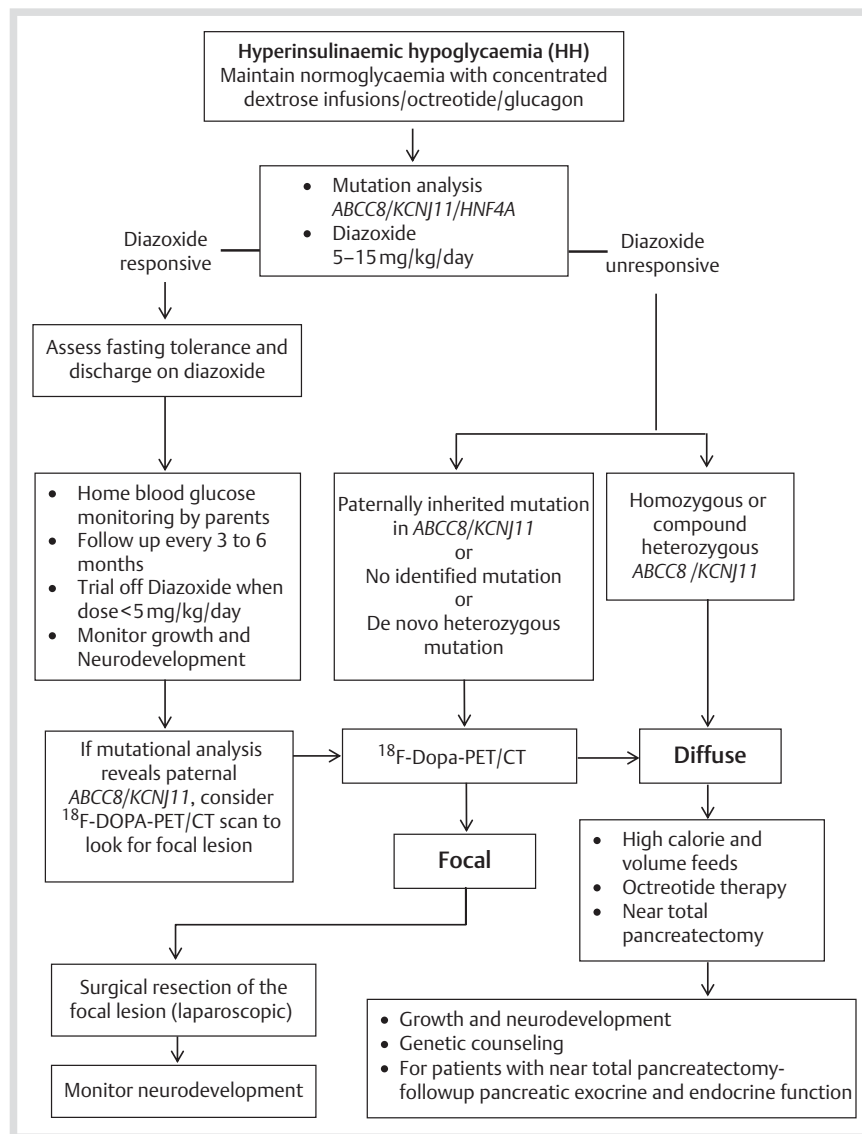 Hyperinsulinaemic hypoglycaemia (HH)
Maintain normoglycaemia with concentrated
dextrose infusions/octreotide/glucagon
• Mutation analysis
ABCC8/KCNJ11/HNF4A
• Diazoxide
5–15 mg/kg/day
Diazoxide
responsive
Diazoxide
unresponsive
Assess fasting tolerance and
discharge on diazoxide
• Home blood glucose
monitoring by parents
• Follow up every 3 to 6
months
• Trial off Diazoxide when
dose<5 mg/kg/day
• Monitor growth and
Neurodevelopment
Paternally inherited mutation
in ABCC8/KCNJ11
or
No identified mutation
or
De novo heterozygous
mutation
Homozygous or
compound
heterozygous
ABCC8 /KCNJ11
If mutational analysis
reveals paternal
ABCC8/KCNJ11, consider
18F-DOPA-PET/CT scan to
look for focal lesion
18F-Dopa-PET/CT
Diffuse
Focal
• High calorie and
volume feeds
• Octreotide therapy
• Near total
pancreatectomy
Surgical resection of the
focal lesion (laparoscopic)
Monitor neurodevelopment
• Growth and neurodevelopment
• Genetic counseling
• For patients with near total pancreatectomy-
followup pancreatic exocrine and endocrine function